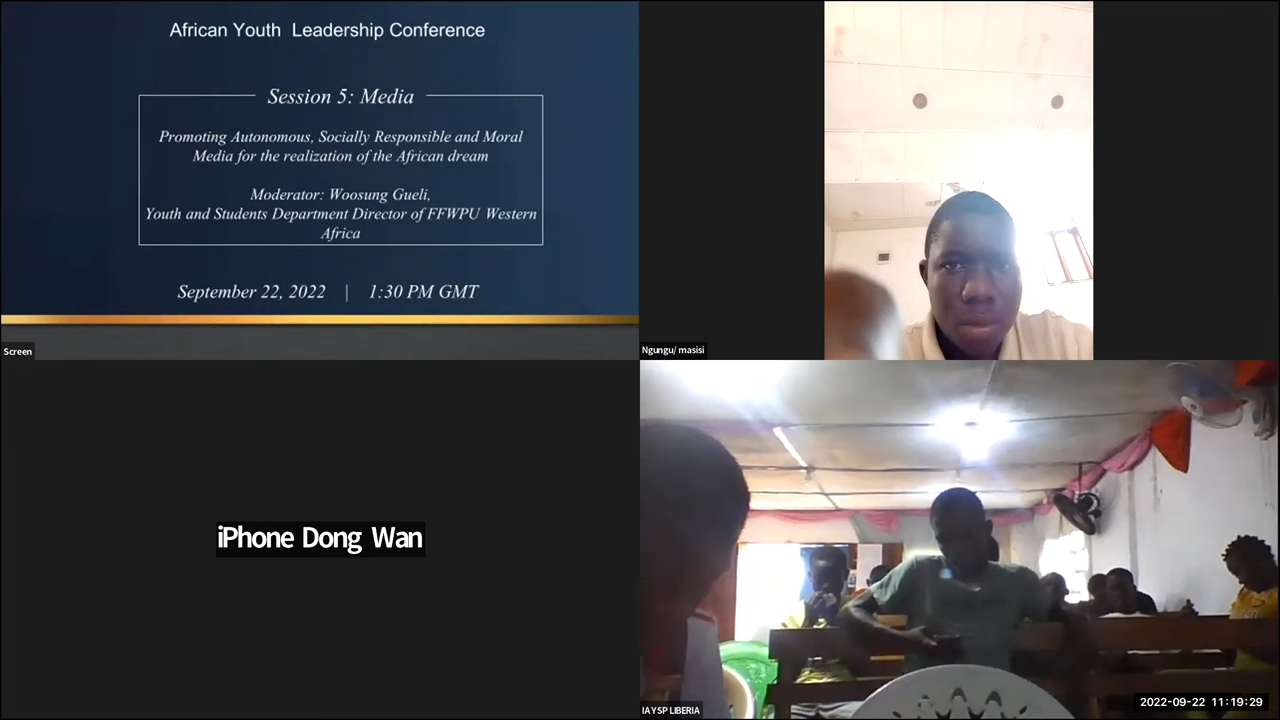 African Youth  Leadership Conference
Session 5: Media
Promoting Autonomous, Socially Responsible and Moral
Media for the realization of the African dream
Moderator: Woosung Gueli,
Youth and Students Department Director of FFWPU Western
Africa
September 22, 2022 | 1:30 PM GMT
Screen
Ngungu/ masisi
iPhone Dong Wan
IAYSP LIBERIA
2022-09-22 11:19:29